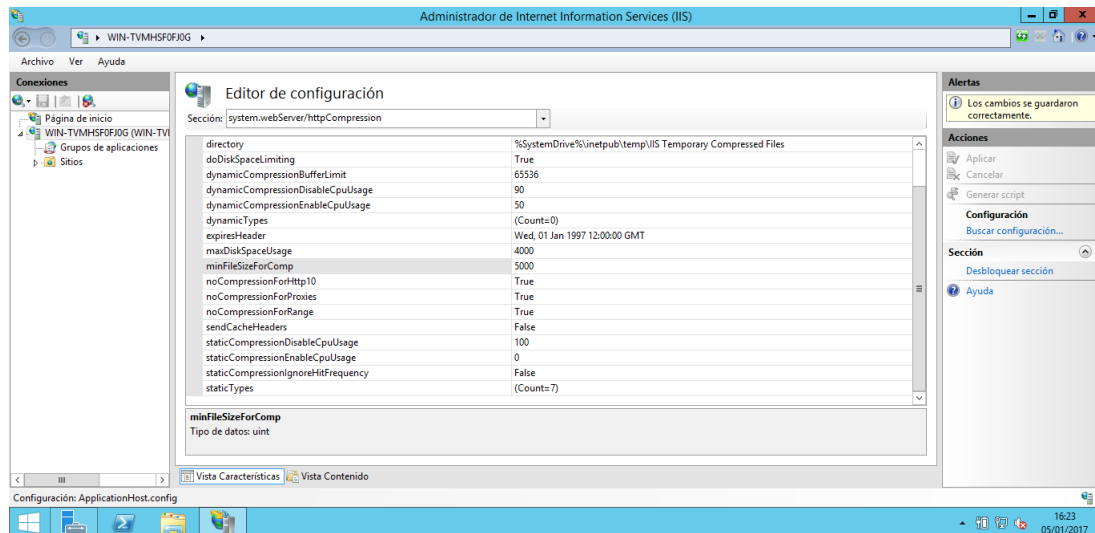 Administrador de Internet Information Services (IIS)
WIN-TVMHSF0FJ0G
Archivo Ver Ayuda
Conexiones
Página de inicio
WIN-TVMHSF0FJ0G (WIN-TVI
Grupos de aplicaciones
Sitios
Editor de configuración
Sección: system.webServer/httpCompression
directory %SystemDrive%\inetpub\temp\IIS Temporary Compressed Files
doDiskSpaceLimiting True
dynamicCompressionBufferLimit 65536
dynamicCompressionDisableCpuUsage 90
dynamicCompressionEnableCpuUsage 50
dynamicTypes (Count=0)
expiresHeader Wed, 01 Jan 1997 12:00:00 GMT
maxDiskSpaceUsage 4000
minFileSizeForComp 5000
noCompressionForHttp10 True
noCompressionForProxies True
noCompressionForRange True
sendCacheHeaders False
staticCompressionDisableCpuUsage 100
staticCompressionEnableCpuUsage 0
staticCompressionIgnoreHitFrequency False
staticTypes (Count=7)
minFileSizeForComp
Tipo de datos: uint
Vista Características Vista Contenido
Alertas
Los cambios se guardaron
correctamente.
Acciones
Aplicar
Cancelar
Generar script
Configuración
Buscar configuración...
Sección
Desbloquear sección
Ayuda
Configuración: ApplicationHost.config
16:23
05/01/2017